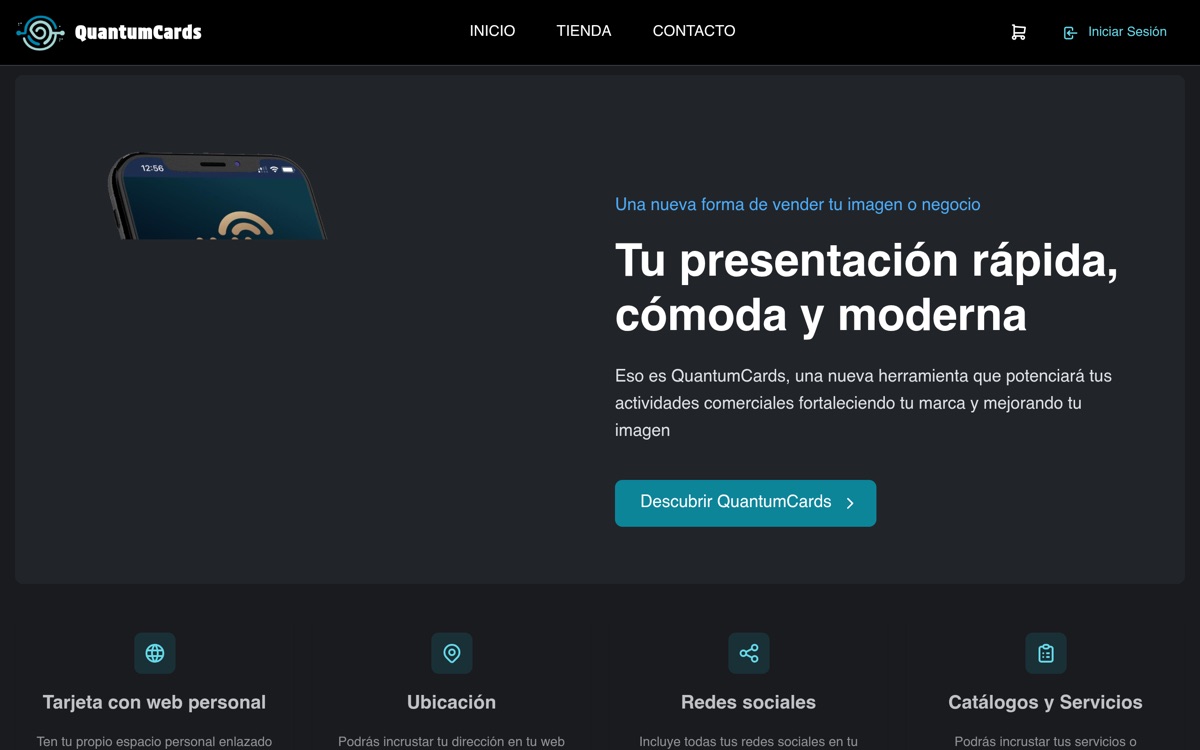 QuantumCards
INICIO
TIENDA
CONTACTO
Iniciar Sesión
12:56
Una nueva forma de vender tu imagen o negocio
Tu presentación rápida,
cómoda y moderna
Eso es QuantumCards, una nueva herramienta que potenciará tus
actividades comerciales fortaleciendo tu marca y mejorando tu
imagen
Descubrir QuantumCards
Tarjeta con web personal
Ubicación
Redes sociales
Catálogos y Servicios
Ten tu propio espacio personal enlazado
Podrás incrustar tu dirección en tu web
Incluye todas tus redes sociales en tu
Podrás incrustar tus servicios o